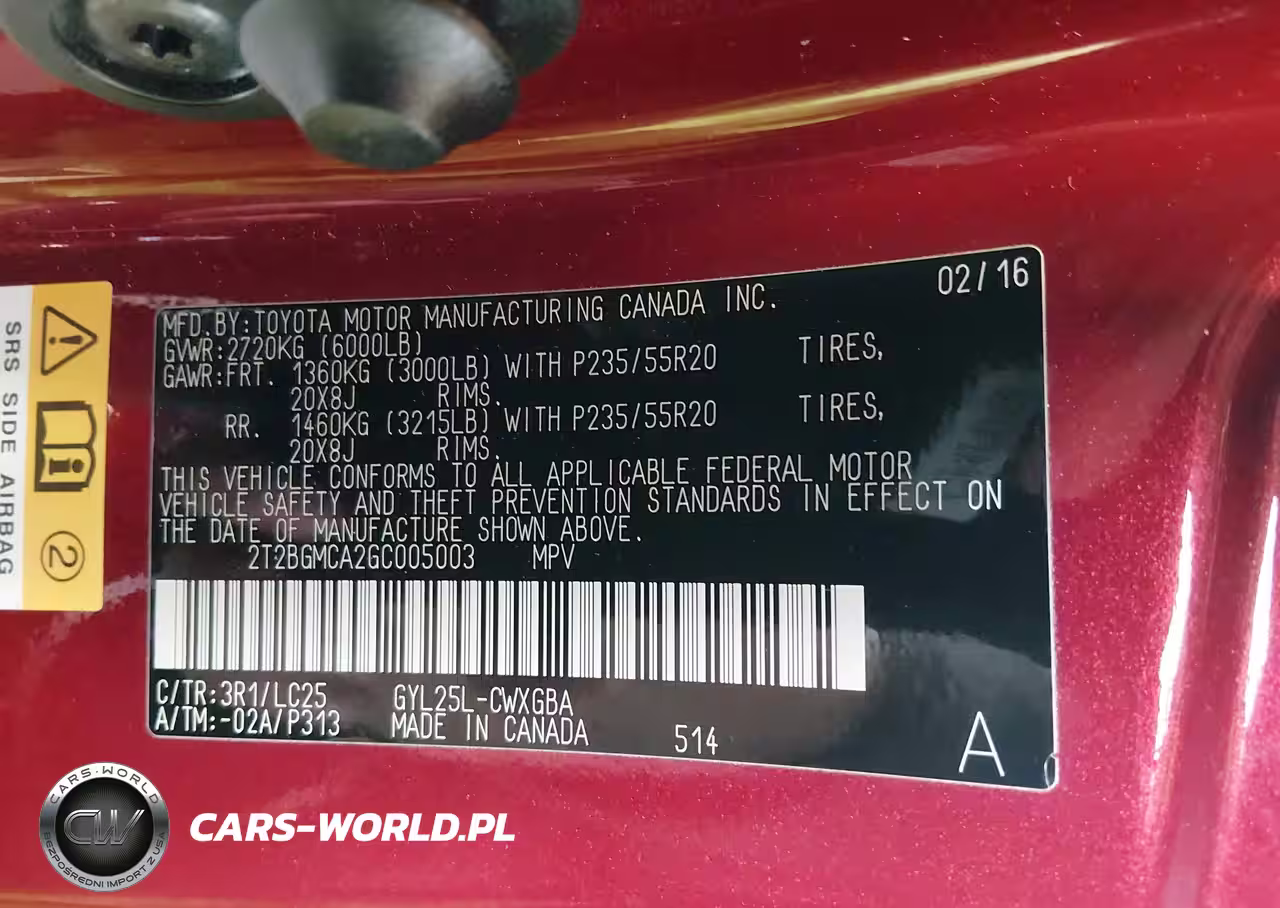 02/16
MFD.BY:TOYOTA MOTOR MANUFACTURING CANADA INC.
GVWR:2720KG (6000LB)
GAWR:FRT. 1360KG (3000LB) WITH P235/55R20 TIRES,
20X8J RIMS.
RR. 1460KG (3215LB) WITH P235/55R20 TIRES,
20X8J RIMS.
THIS VEHICLE CONFORMS TO ALL APPLICABLE FEDERAL MOTOR
VEHICLE SAFETY AND THEFT PREVENTION STANDARDS IN EFFECT ON
THE DATE OF MANUFACTURE SHOWN ABOVE.
2T2BGMCA2GC005003 MPV
C/TR:3R1/LC25 GYL25L-CWXGBA
A/TM:-02A/P313 MADE IN CANADA 514 A
SRS SIDE AIRBAG
2
CARS-WORLD
CW
BEZPOŚREDNI IMPORT Z USA
CARS-WORLD.PL